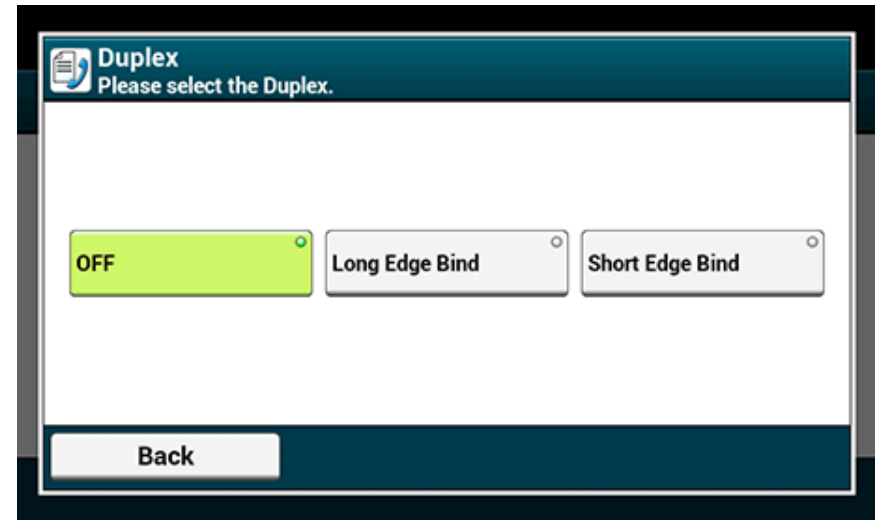 Duplex
Please select the Duplex.
OFF
Long Edge Bind
Short Edge Bind
Back